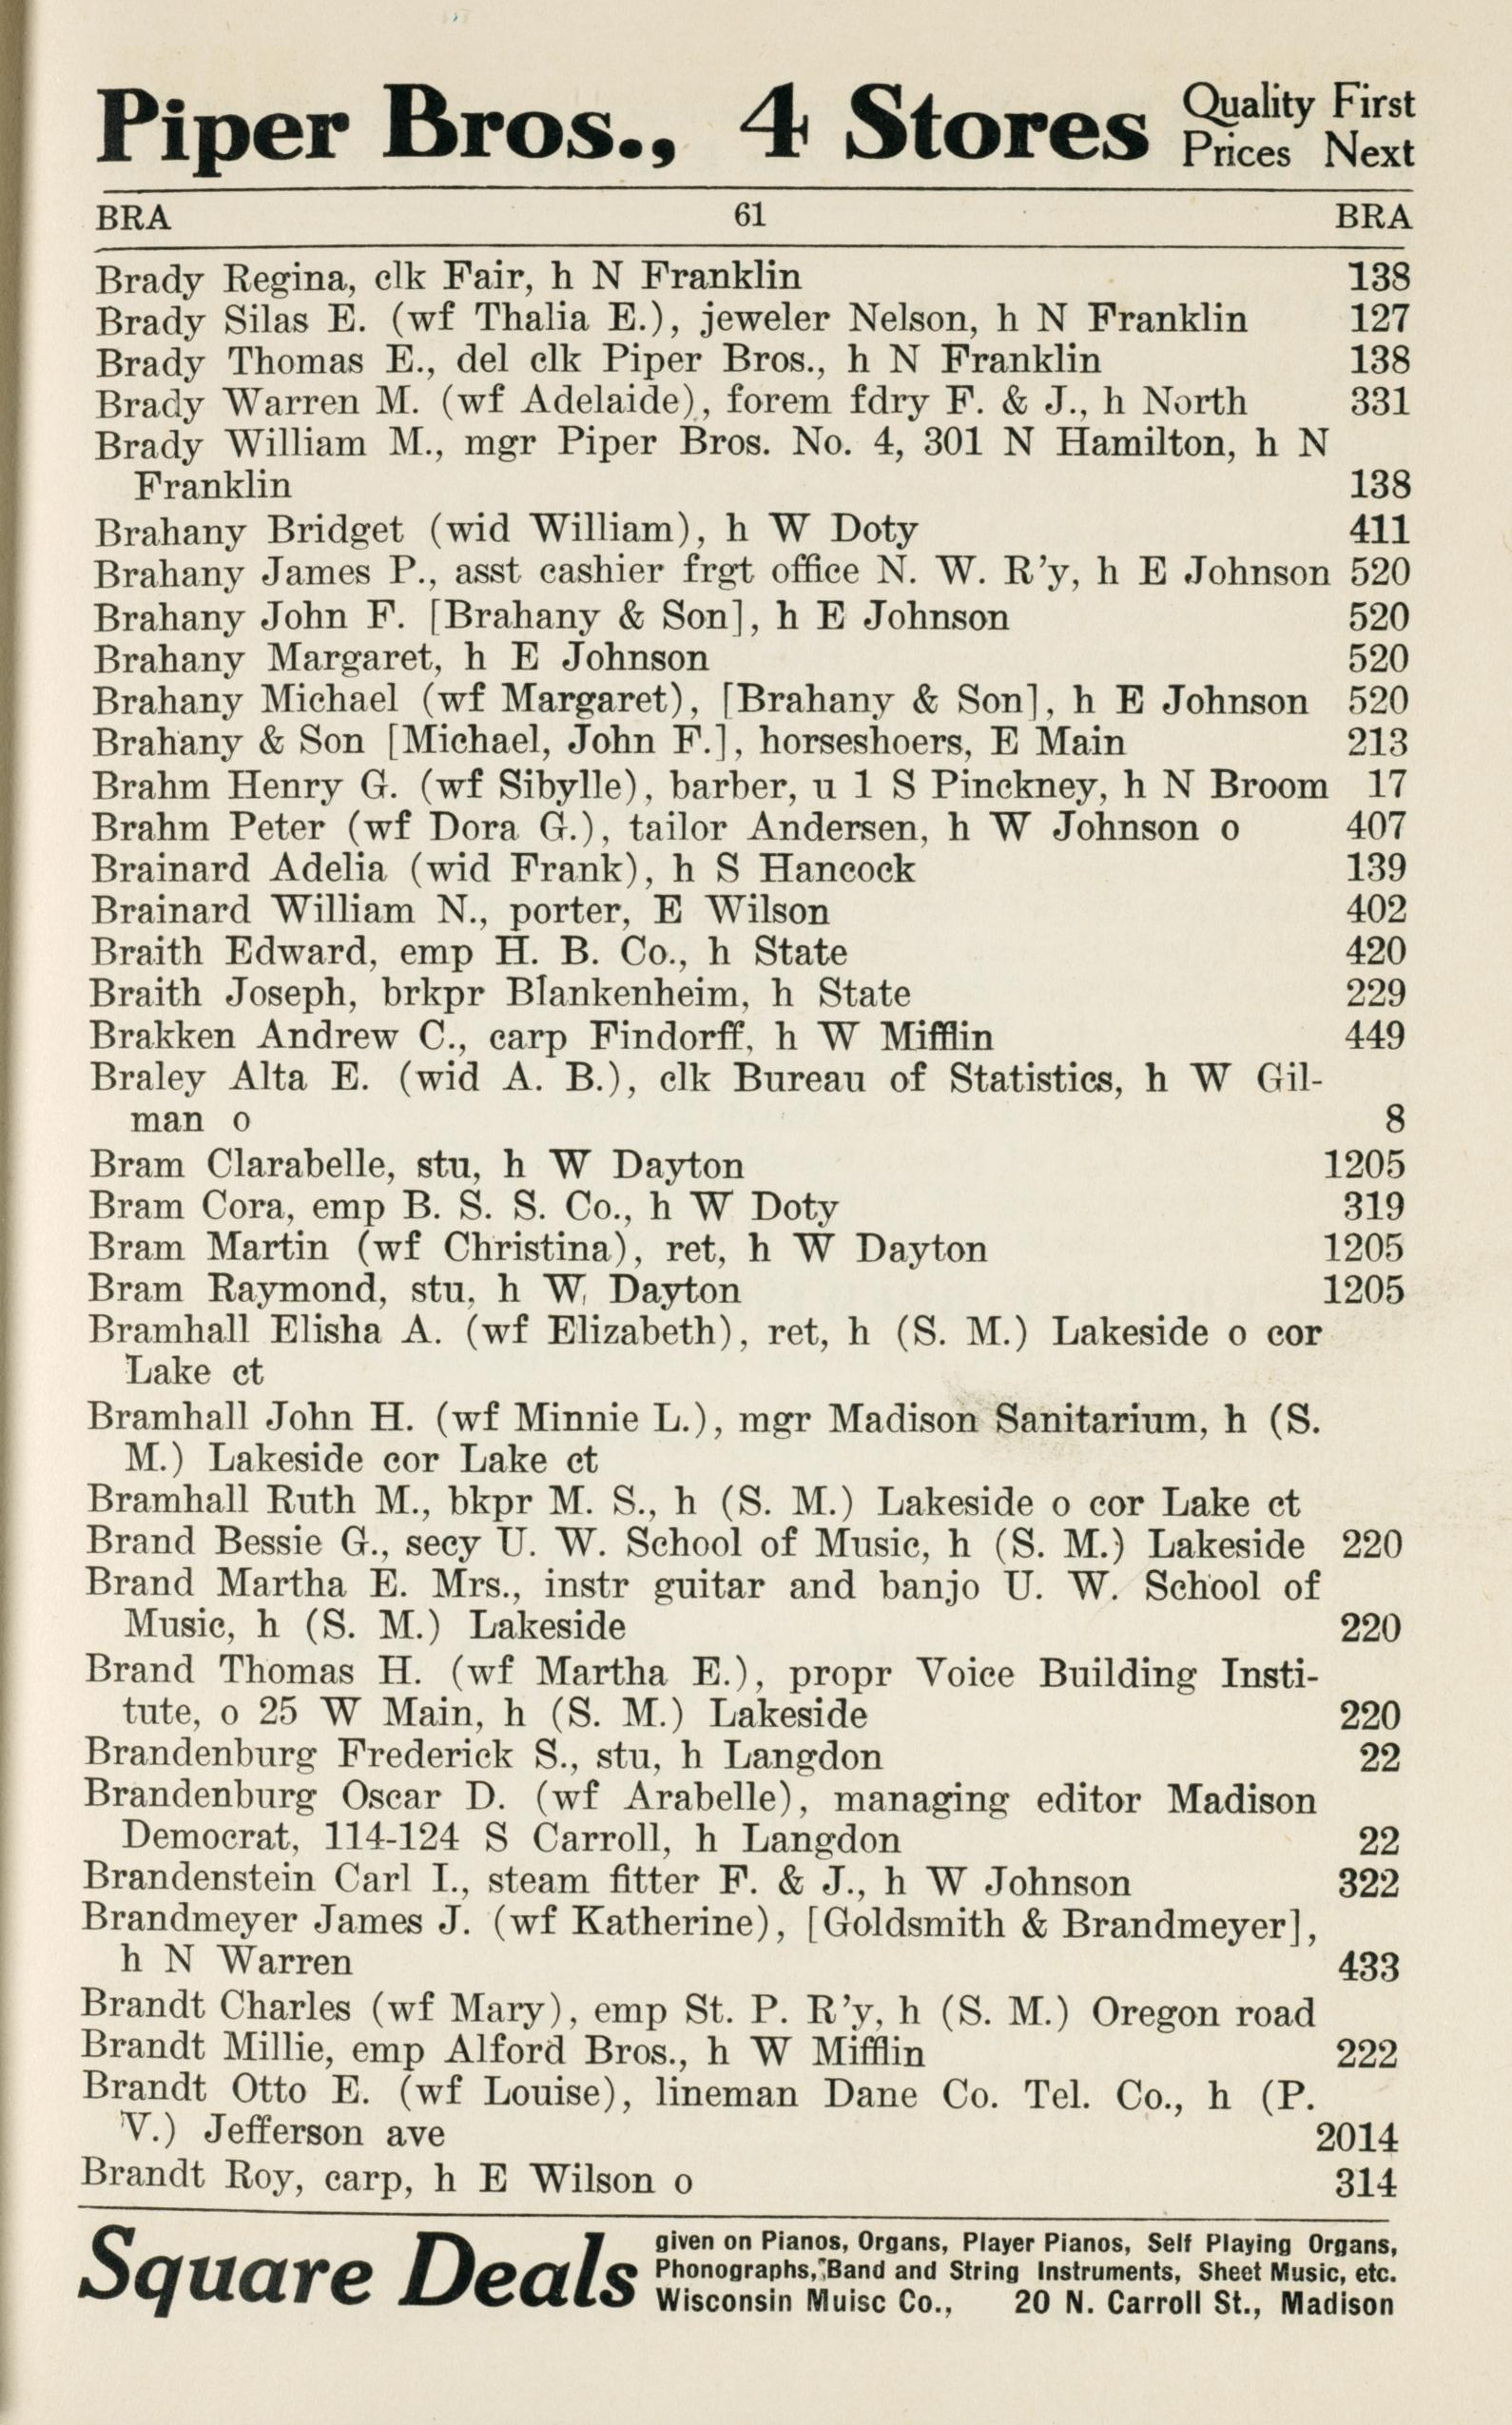 Piper Bros., 4 Stores Quality First
Prices Next
BRA 61 BRA
Brady Regina, clk Fair, h N Franklin 138
Brady Silas E. (wf Thalia E.), jeweler Nelson, h N Franklin 127
Brady Thomas E., del clk Piper Bros., h N Franklin 138
Brady Warren M. (wf Adelaide), forem fdry F. & J., h North 331
Brady William M., mgr Piper Bros. No. 4, 301 N Hamilton, h N
Franklin 138
Brahany Bridget (wid William), h W Doty 411
Brahany James P., asst cashier frgt office N. W. R'y, h E Johnson 520
Brahany John F. [Brahany & Son], h E Johnson 520
Brahany Margaret, h E Johnson 520
Brahany Michael (wf Margaret), [Brahany & Son], h E Johnson 520
Brahany & Son [Michael, John F.], horseshoers, E Main 213
Brahm Henry G. (wf Sibylle), barber, u 1 S Pinckney, h N Broom 17
Brahm Peter (wf Dora G.), tailor Andersen, h W Johnson o 407
Brainard Adelia (wid Frank), h S Hancock 139
Brainard William N., porter, E Wilson 402
Braith Edward, emp H. B. Co., h State 420
Braith Joseph, brkpr Blankenheim, h State 229
Brakken Andrew C., carp Findorff, h W Mifflin 449
Braley Alta E. (wid A. B.), clk Bureau of Statistics, h W Gil-
man o 8
Bram Clarabelle, stu, h W Dayton 1205
Bram Cora, emp B. S. S. Co., h W Doty 319
Bram Martin (wf Christina), ret, h W Dayton 1205
Bram Raymond, stu, h W. Dayton 1205
Bramhall Elisha A. (wf Elizabeth), ret, h (S. M.) Lakeside o cor
Lake ct
Bramhall John H. (wf Minnie L.), mgr Madison Sanitarium, h (S.
M.) Lakeside cor Lake ct
Bramhall Ruth M., bkpr M. S., h (S. M.) Lakeside o cor Lake ct
Brand Bessie G., secy U. W. School of Music, h (S. M.) Lakeside 220
Brand Martha E. Mrs., instr guitar and banjo U. W. School of
Music, h (S. M.) Lakeside 220
Brand Thomas H. (wf Martha E.), propr Voice Building Insti-
tute, o 25 W Main, h (S. M.) Lakeside 220
Brandenburg Frederick S., stu, h Langdon 22
Brandenburg Oscar D. (wf Arabelle), managing editor Madison
Democrat, 114-124 S Carroll, h Langdon 22
Brandenstein Carl I., steam fitter F. & J., h W Johnson 322
Brandmeyer James J. (wf Katherine), [Goldsmith & Brandmeyer],
h N Warren 433
Brandt Charles (wf Mary), emp St. P. R'y, h (S. M.) Oregon road
Brandt Millie, emp Alford Bros., h W Mifflin 222
Brandt Otto E. (wf Louise), lineman Dane Co. Tel. Co., h (P.
V.) Jefferson ave 2014
Brandt Roy, carp, h E Wilson o 314
Square Deals given on Pianos, Organs, Player Pianos, Self Playing Organs,
Phonographs, Band and String Instruments, Sheet Music, etc.
Wisconsin Muisc Co., 20 N. Carroll St., Madison